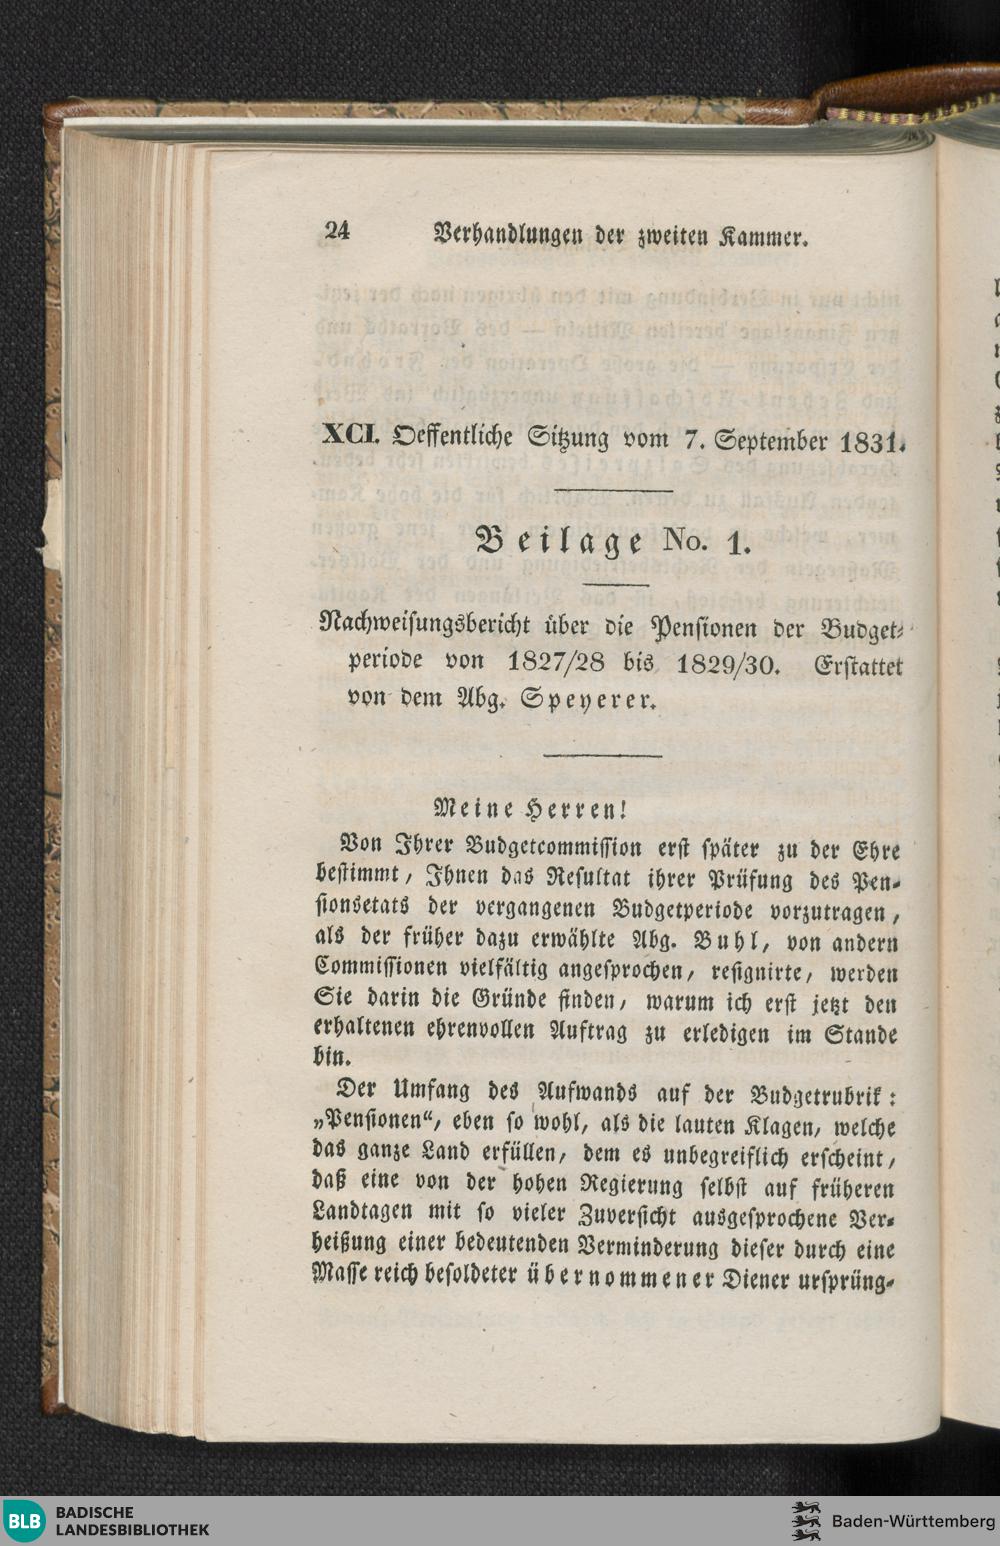 24 Verhandlungen der zweiten Kammer.
XCI. Oeffentliche Sitzung vom 7. September 1831.
Beilage No. 1.
Nachweisungsbericht über die Pensionen der Budget-
periode von 1827/28 bis 1829/30. Erstattet
von dem Abg. Speyerer.
Meine Herren!
Von Ihrer Budgetcommission erst später zu der Ehre
bestimmt, Ihnen das Resultat ihrer Prüfung des Pen-
sionsetats der vergangenen Budgetperiode vorzutragen,
als der früher dazu erwählte Abg. Buhl, von andern
Commissionen vielfältig angesprochen, resignirte, werden
Sie darin die Gründe finden, warum ich erst jetzt den
erhaltenen ehrenvollen Auftrag zu erledigen im Stande
bin.
Der Umfang des Aufwands auf der Budgetrubrik:
„Pensionen“, eben so wohl, als die lauten Klagen, welche
das ganze Land erfüllen, dem es unbegreiflich erscheint,
daß eine von der hohen Regierung selbst auf früheren
Landtagen mit so vieler Zuversicht ausgesprochene Ver-
heißung einer bedeutenden Verminderung dieser durch eine
Masse reich besoldeter übernommener Diener ursprüng-
BLB BADISCHE
LANDESBIBLIOTHEK
Baden-Württemberg